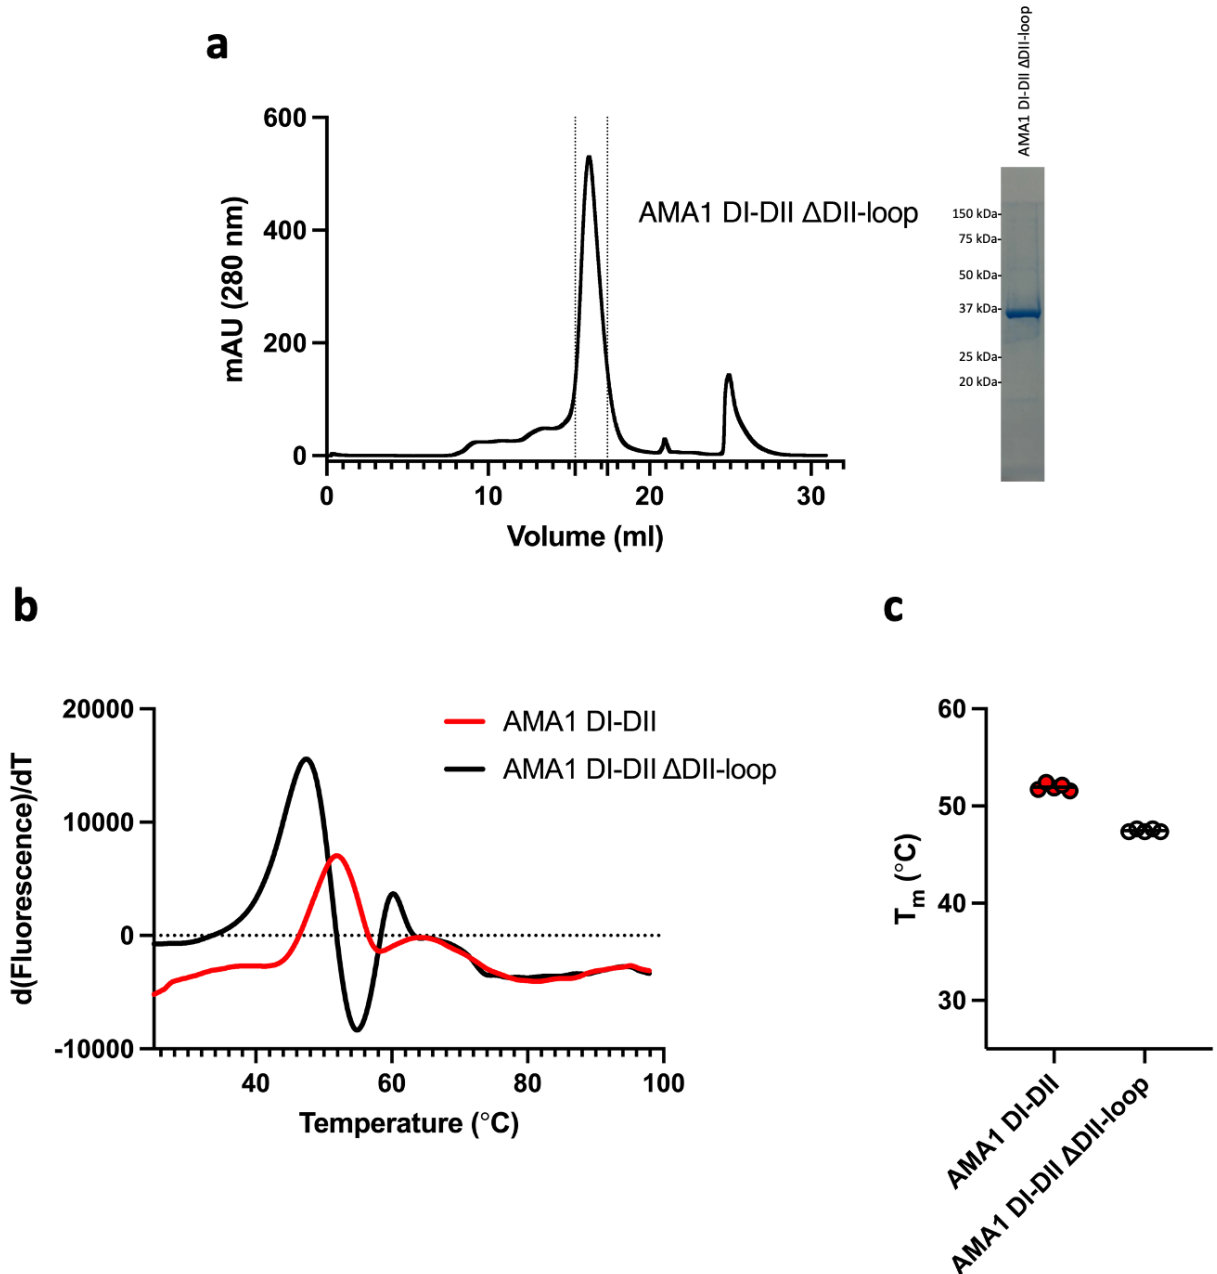 a
AMA1 DI-DII ΔDII-loop
600
400
200
0
mAU (280 nm)
0 10 20 30
Volume (ml)
AMA1 DI-DII ΔDII-loop
150 kDa-
75 kDa-
50 kDa-
37 kDa-
25 kDa-
20 kDa-
b
20000
10000
0
-10000
d(Fluorescence)/dT
40 60 80 100
Temperature (°C)
AMA1 DI-DII
AMA1 DI-DII ΔDII-loop
c
60
50
40
30
Tm (°C)
AMA1 DI-DII
AMA1 DI-DII ΔDII-loop